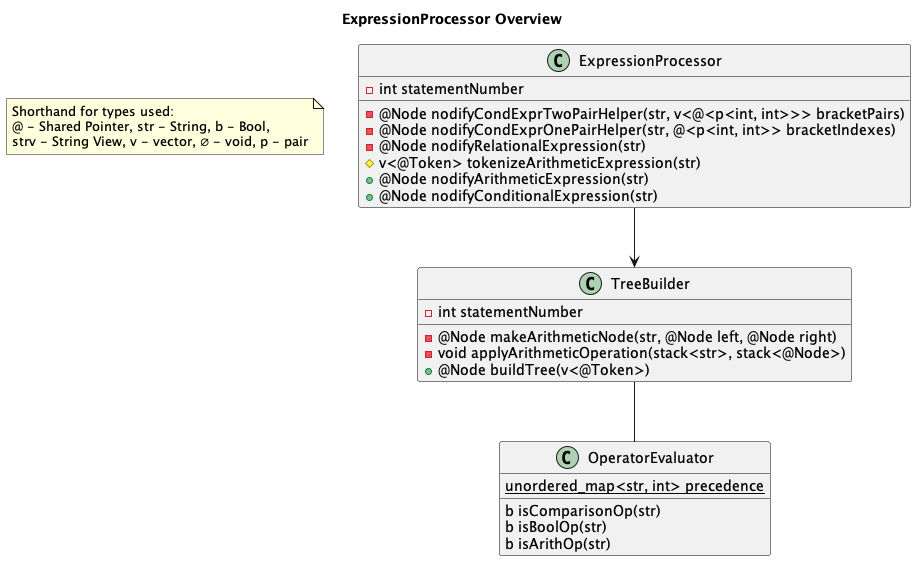 ExpressionProcessor Overview
Shorthand for types used:
@ – Shared Pointer, str – String, b – Bool,
strv – String View, v – vector, ∅ – void, p – pair
C ExpressionProcessor
int statementNumber
@Node nodifyCondExprTwoPairHelper(str, v<@<p<int, int>>> bracketPairs)
@Node nodifyCondExprOnePairHelper(str, @<p<int, int>> bracketIndexes)
@Node nodifyRelationalExpression(str)
v<@Token> tokenizeArithmeticExpression(str)
@Node nodifyArithmeticExpression(str)
@Node nodifyConditionalExpression(str)
C TreeBuilder
int statementNumber
@Node makeArithmeticNode(str, @Node left, @Node right)
void applyArithmeticOperation(stack<str>, stack<@Node>)
@Node buildTree(v<@Token>)
C OperatorEvaluator
unordered_map<str, int> precedence
b isComparisonOp(str)
b isBoolOp(str)
b isArithOp(str)